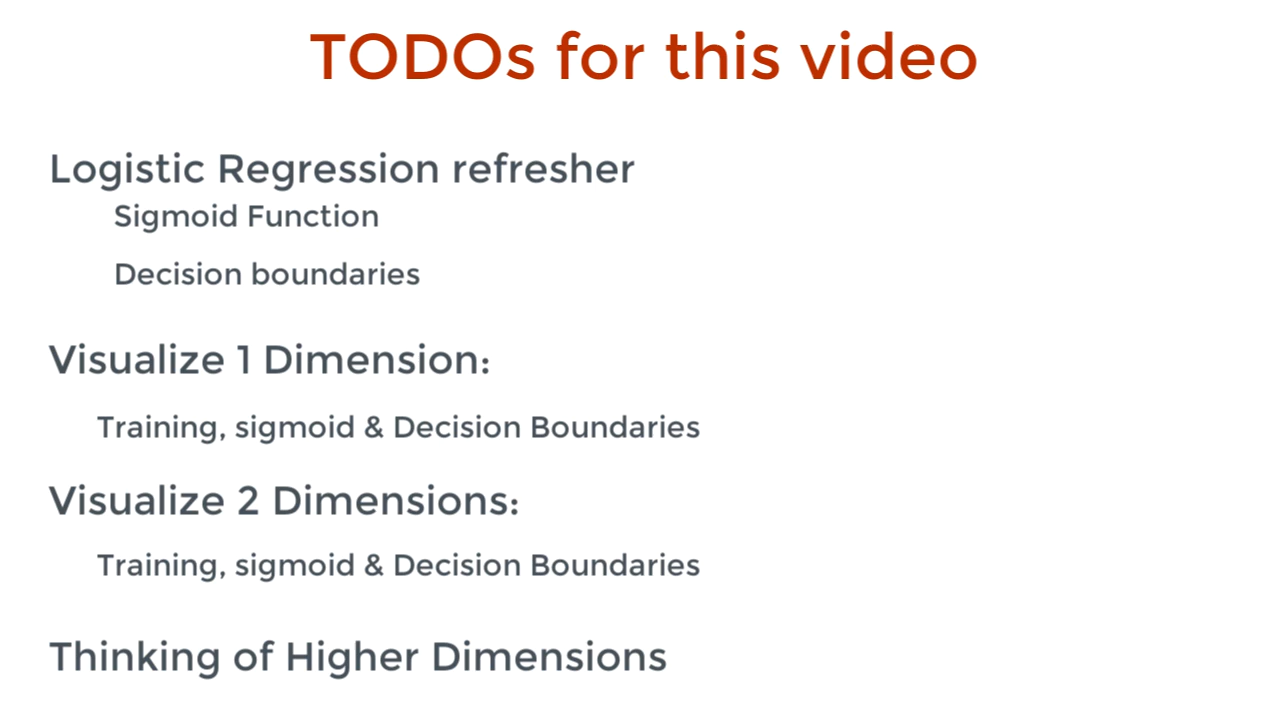 TODOs for this video
Logistic Regression refresher
Sigmoid Function
Decision boundaries
Visualize 1 Dimension:
Training, sigmoid & Decision Boundaries
Visualize 2 Dimensions:
Training, sigmoid & Decision Boundaries
Thinking of Higher Dimensions